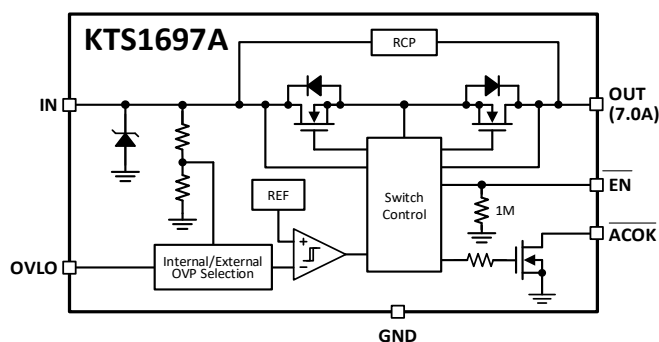 KTS1697A
RCP
IN
OUT
(7.0A)
REF
Switch
Control
EN
1M
ACOK
+
−
OVLO
Internal/External
OVP Selection
GND